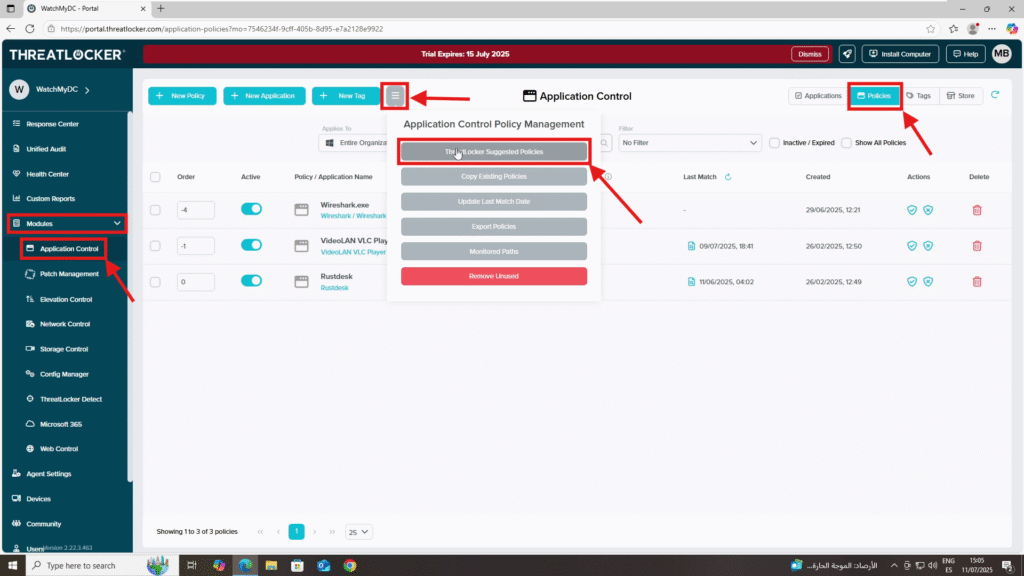 WatchMyDC - Portal
https://portal.threatlocker.com/application-policies?mo=7546234f-9cff-405b-8d95-e7a2128e9922
THREATLOCKER
Trial Expires: 15 July 2025
Dismiss
Install Computer
Help
MB
W
WatchMyDC
Response Center
Unified Audit
Health Center
Custom Reports
Modules
Application Control
Patch Management
Elevation Control
Network Control
Storage Control
Config Manager
ThreatLocker Detect
Microsoft 365
Web Control
Agent Settings
Devices
Community
Users
Version 2.22.3.463
New Policy
New Application
New Tag
Application Control
Applications
Policies
Tags
Store
Applies To
Entire Organiza
Filter
No Filter
Inactive / Expired
Show All Policies
Application Control Policy Management
ThreatLocker Suggested Policies
Copy Existing Policies
Update Last Match Date
Export Policies
Monitored Paths
Remove Unused
Order
Active
Policy / Application Name
Last Match
Created
Actions
Delete
-4
Wireshark.exe
Wireshark / Wireshark
-
29/06/2025, 12:21
-1
VideoLAN VLC Play
VideoLAN VLC Player
09/07/2025, 18:41
26/02/2025, 12:50
0
Rustdesk
Rustdesk
11/06/2025, 04:02
26/02/2025, 12:49
Showing 1 to 3 of 3 policies
1
25
Type here to search
الأرصاد: الموجة الحارة...
ENG
ES
15:05
11/07/2025